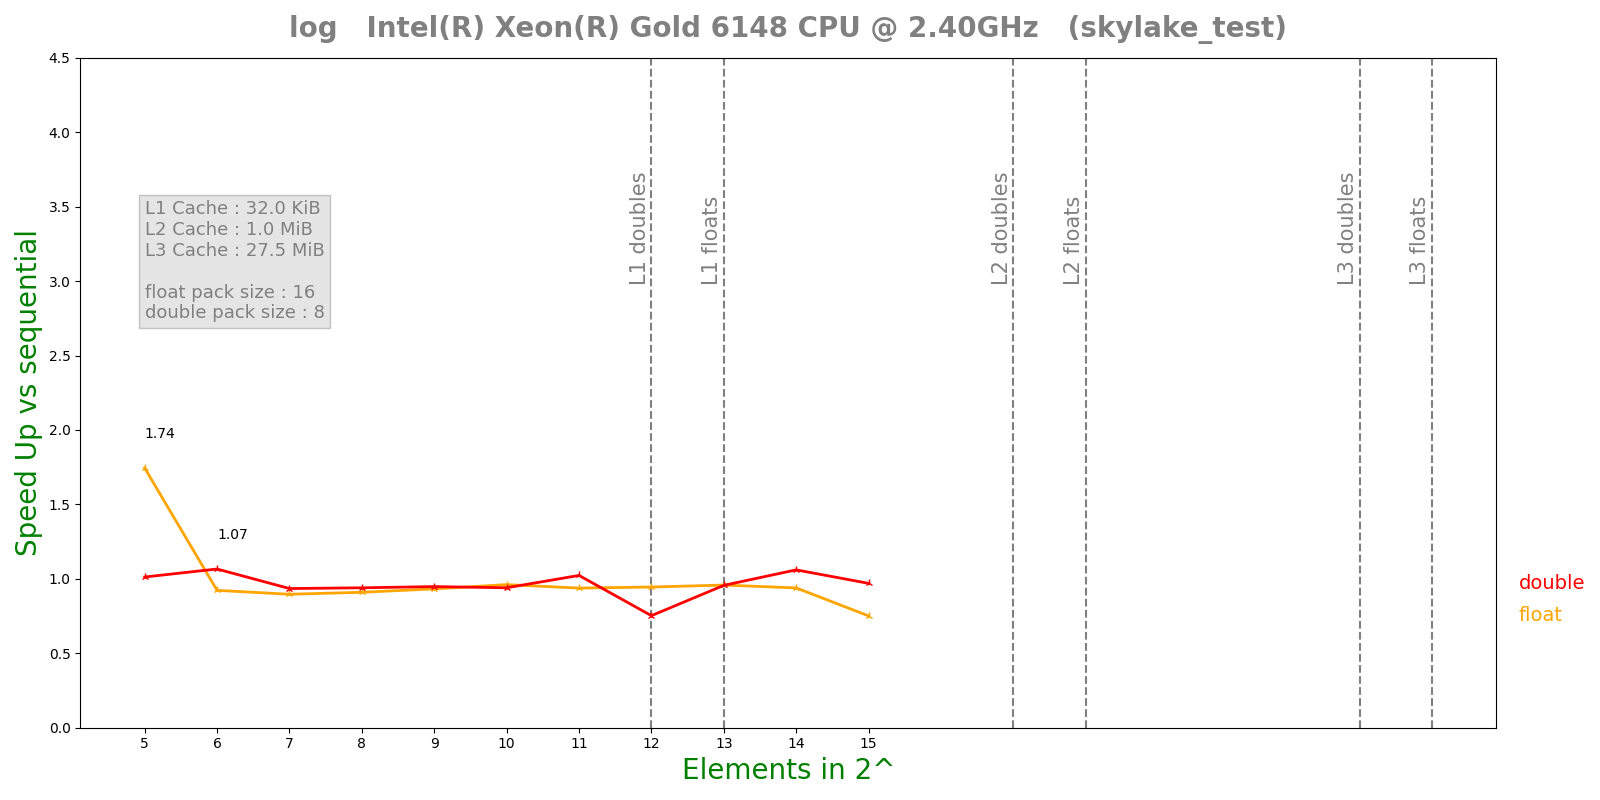 log   Intel(R) Xeon(R) Gold 6148 CPU @ 2.40GHz   (skylake_test)
Speed Up vs sequential
4.5
4.0
3.5
3.0
2.5
2.0
1.5
1.0
0.5
0.0
L1 Cache : 32.0 KiB
L2 Cache : 1.0 MiB
L3 Cache : 27.5 MiB
float pack size : 16
double pack size : 8
L1 doubles
L1 floats
L2 doubles
L2 floats
L3 doubles
L3 floats
1.74
1.07
double
float
5 6 7 8 9 10 11 12 13 14 15
Elements in 2^